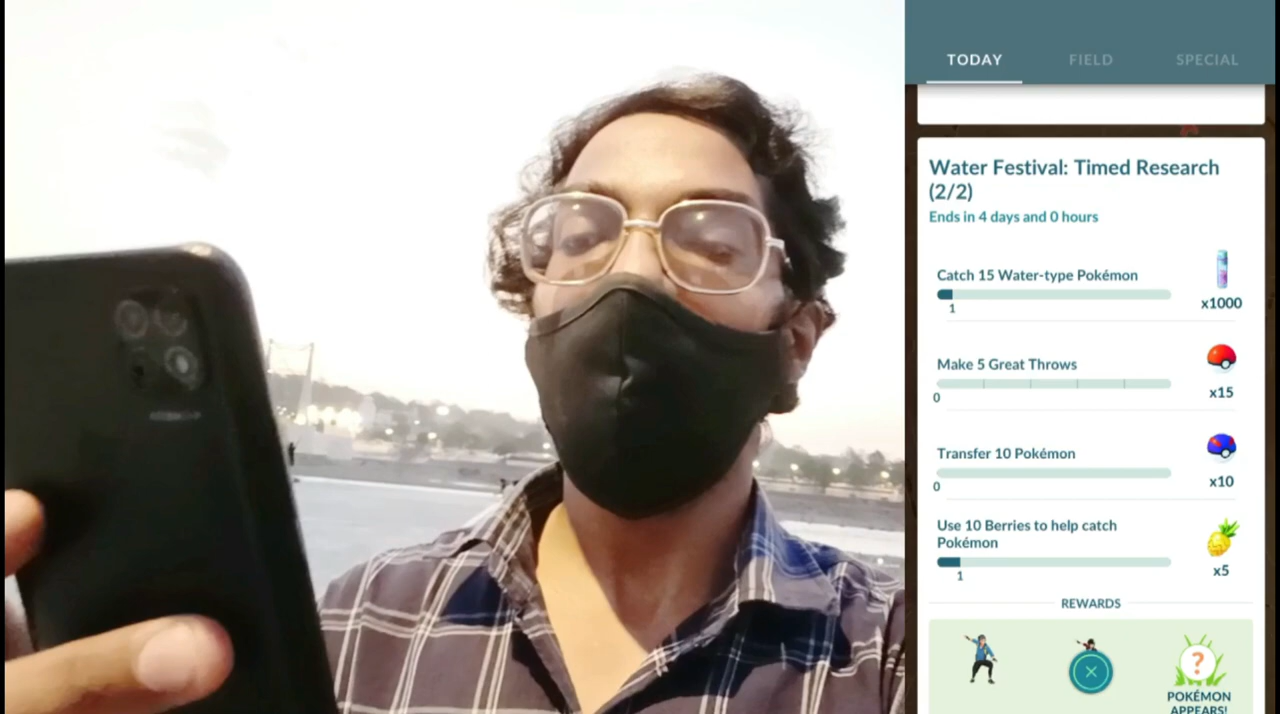 TODAY
FIELD
SPECIAL
Water Festival: Timed Research
(2/2)
Ends in 4 days and 0 hours
Catch 15 Water-type Pokémon
1
x1000
Make 5 Great Throws
0
x15
Transfer 10 Pokémon
0
x10
Use 10 Berries to help catch
Pokémon
1
x5
REWARDS
?
POKÉMON
APPEARS!